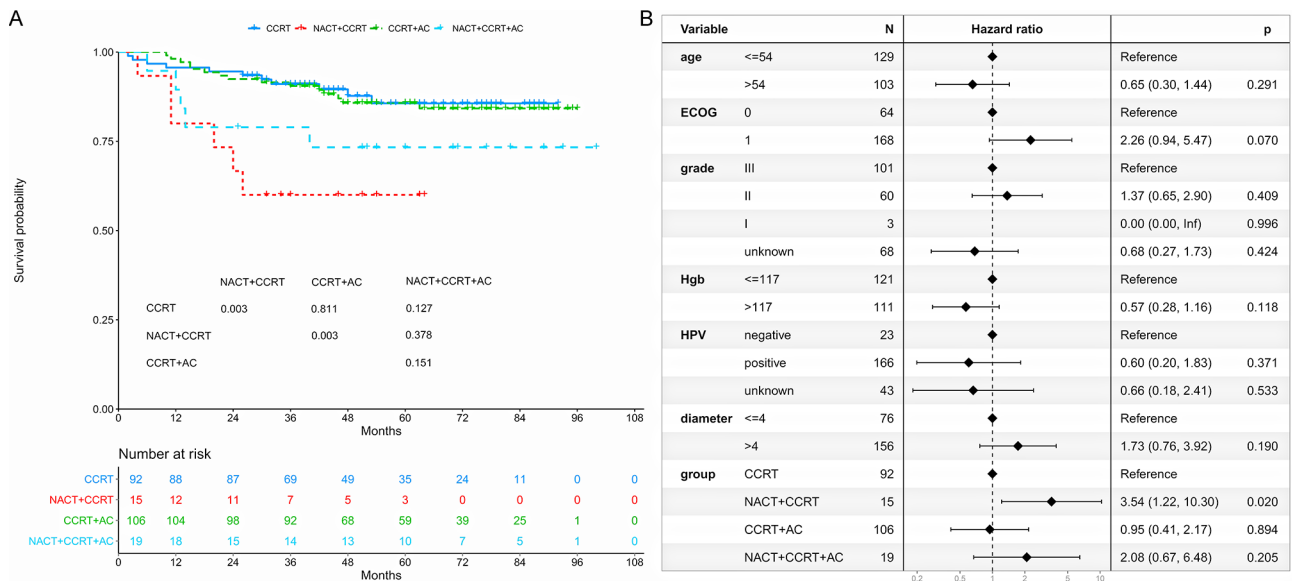 A
CCRT NACT+CCRT CCRT+AC NACT+CCRT+AC
1.00
0.75
0.50
0.25
0.00
Survival probability
NACT+CCRT CCRT+AC NACT+CCRT+AC
CCRT 0.003 0.811 0.127
NACT+CCRT 0.003 0.378
CCRT+AC 0.151
0 12 24 36 48 60 72 84 96 108
Months
Number at risk
CCRT 92 88 87 69 49 35 24 11 0 0
NACT+CCRT 15 12 11 7 5 3 0 0 0 0
CCRT+AC 106 104 98 92 68 59 39 25 1 0
NACT+CCRT+AC 19 18 15 14 13 10 7 5 1 0
0 12 24 36 48 60 72 84 96 108
Months
B
Variable N Hazard ratio p
age <=54 129 Reference
>54 103 0.65 (0.30, 1.44) 0.291
ECOG 0 64 Reference
1 168 2.26 (0.94, 5.47) 0.070
grade III 101 Reference
II 60 1.37 (0.65, 2.90) 0.409
I 3 0.00 (0.00, Inf) 0.996
unknown 68 0.68 (0.27, 1.73) 0.424
Hgb <=117 121 Reference
>117 111 0.57 (0.28, 1.16) 0.118
HPV negative 23 Reference
positive 166 0.60 (0.20, 1.83) 0.371
unknown 43 0.66 (0.18, 2.41) 0.533
diameter <=4 76 Reference
>4 156 1.73 (0.76, 3.92) 0.190
group CCRT 92 Reference
NACT+CCRT 15 3.54 (1.22, 10.30) 0.020
CCRT+AC 106 0.95 (0.41, 2.17) 0.894
NACT+CCRT+AC 19 2.08 (0.67, 6.48) 0.205
0.2 0.5 1 2 5 10